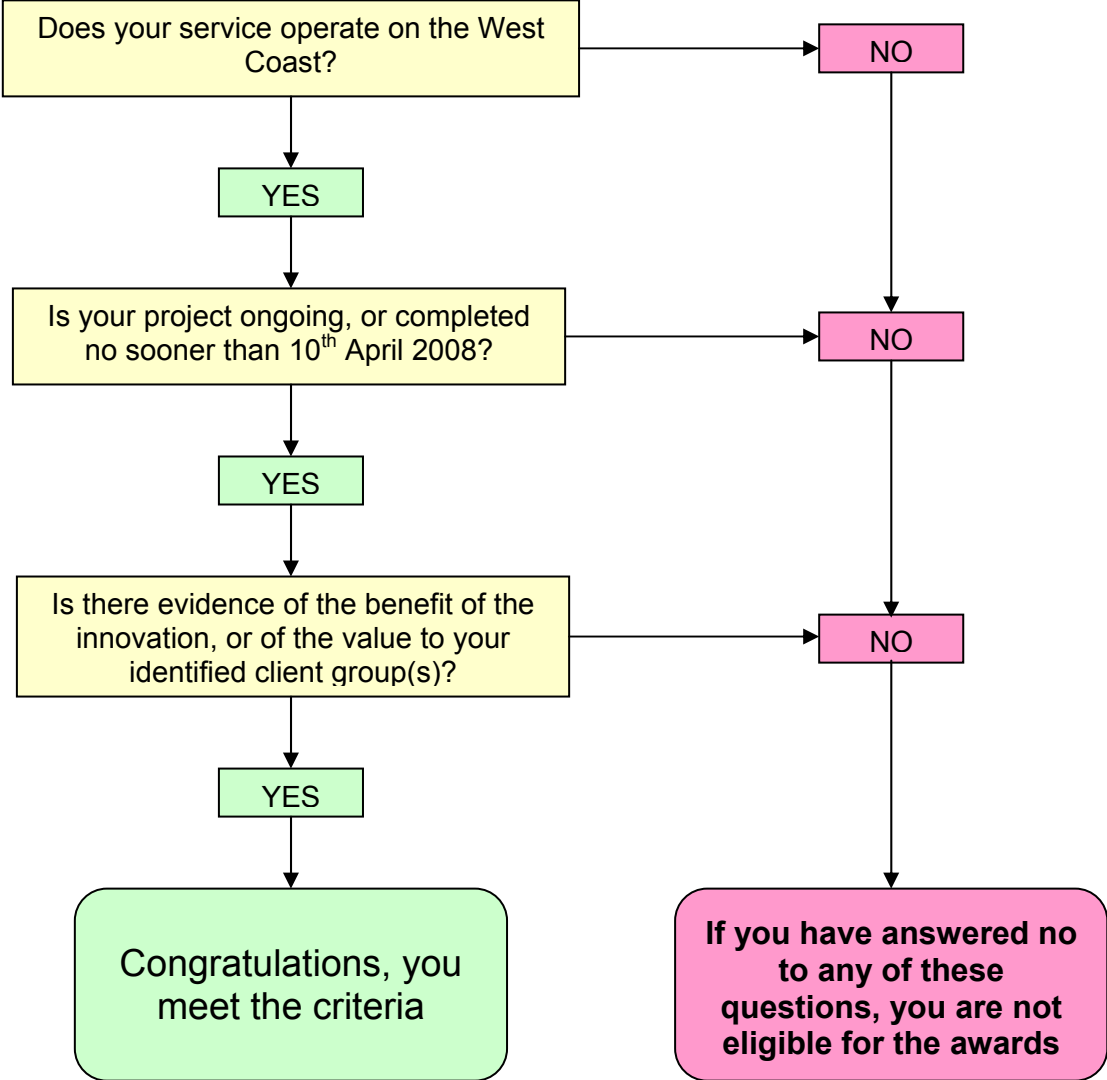 Does your service operate on the West
Coast?
NO
YES
Is your project ongoing, or completed
no sooner than 10th April 2008?
NO
YES
Is there evidence of the benefit of the
innovation, or of the value to your
identified client group(s)?
NO
YES
Congratulations, you
meet the criteria
If you have answered no
to any of these
questions, you are not
eligible for the awards